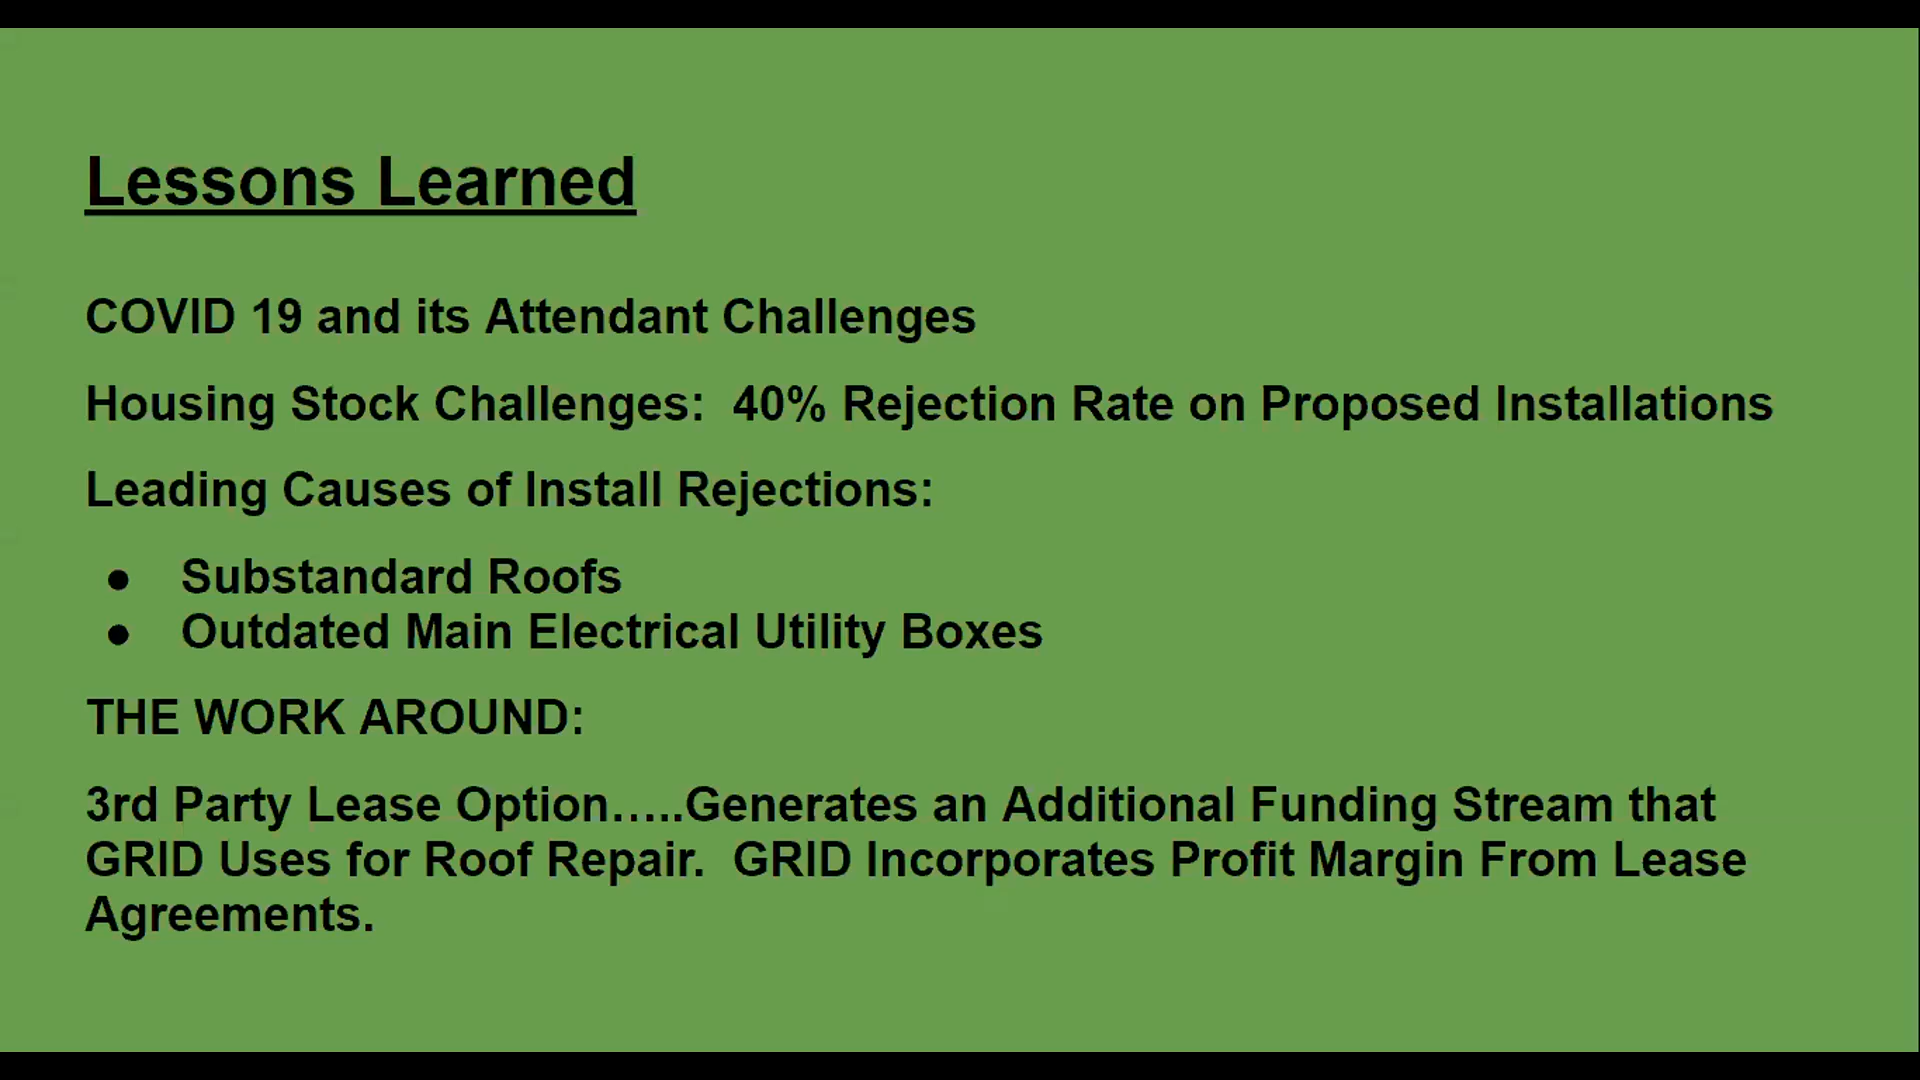 Lessons Learned
COVID 19 and its Attendant Challenges
Housing Stock Challenges:  40% Rejection Rate on Proposed Installations
Leading Causes of Install Rejections:
● Substandard Roofs
● Outdated Main Electrical Utility Boxes
THE WORK AROUND:
3rd Party Lease Option…..Generates an Additional Funding Stream that
GRID Uses for Roof Repair.  GRID Incorporates Profit Margin From Lease
Agreements.